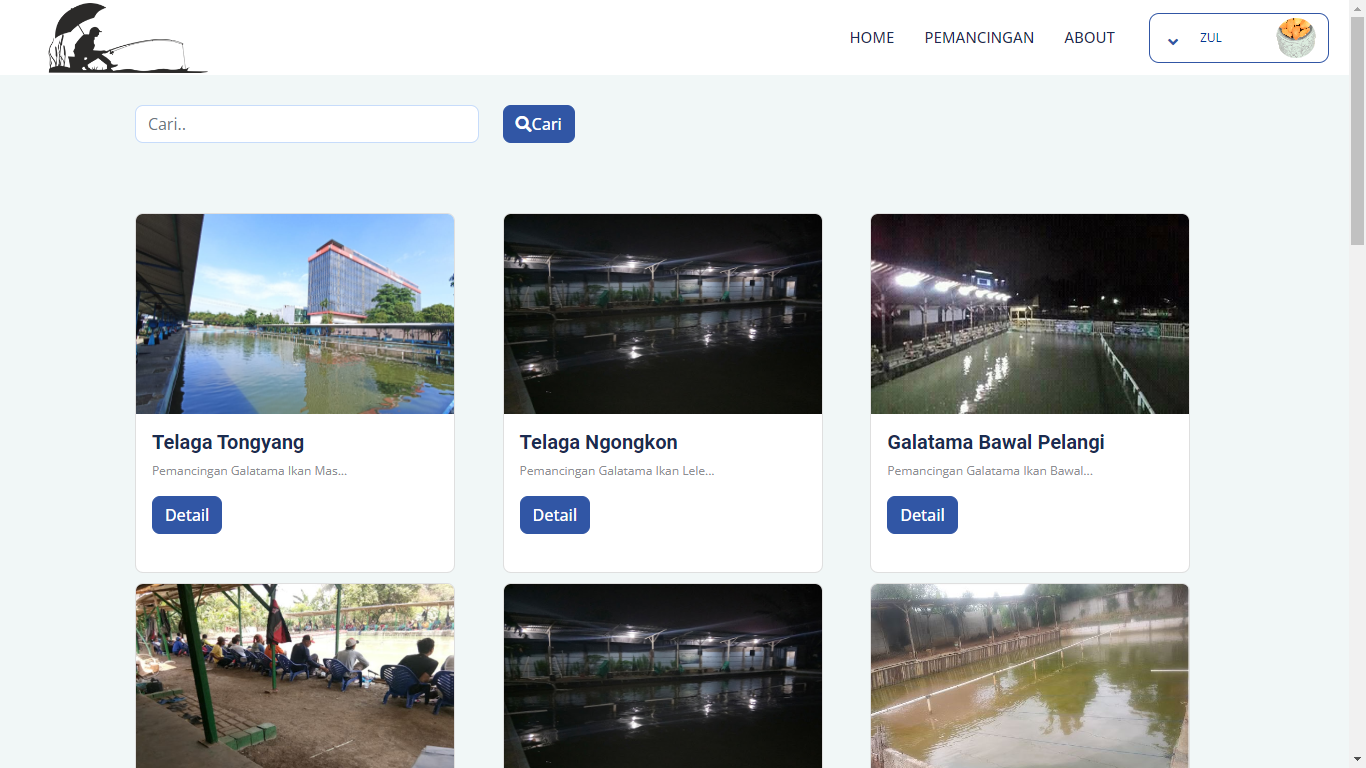 HOME
PEMANCINGAN
ABOUT
ZUL
Cari..
Cari
Telaga Tongyang
Pemancingan Galatama Ikan Mas...
Detail
Telaga Ngongkon
Pemancingan Galatama Ikan Lele...
Detail
Galatama Bawal Pelangi
Pemancingan Galatama Ikan Bawal...
Detail